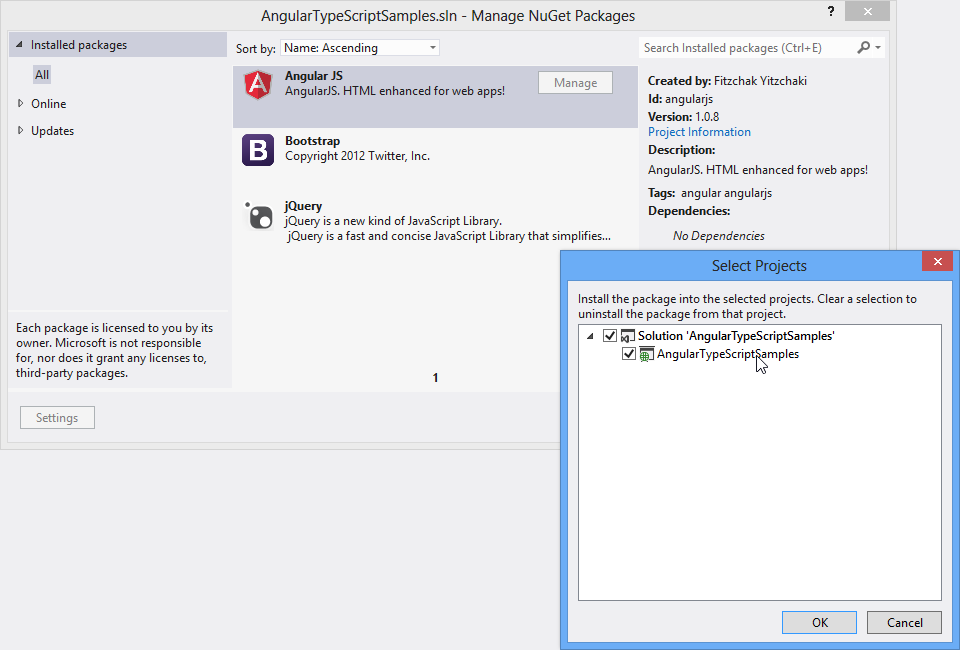 AngularTypeScriptSamples.sln - Manage NuGet Packages
?
Installed packages
All
Online
Updates
Each package is licensed to you by its
owner. Microsoft is not responsible
for, nor does it grant any licenses to,
third-party packages.
Settings
Sort by: Name: Ascending
Angular JS
AngularJS. HTML enhanced for web apps!
Manage
Bootstrap
Copyright 2012 Twitter, Inc.
jQuery
jQuery is a new kind of JavaScript Library.
jQuery is a fast and concise JavaScript Library that simplifies...
1
Search Installed packages (Ctrl+E)
Created by: Fitzchak Yitzchaki
Id: angularjs
Version: 1.0.8
Project Information
Description:
AngularJS. HTML enhanced for web apps!
Tags: angular angularjs
Dependencies:
No Dependencies
Select Projects
Install the package into the selected projects. Clear a selection to
uninstall the package from that project.
Solution 'AngularTypeScriptSamples'
AngularTypeScriptSamples
OK
Cancel